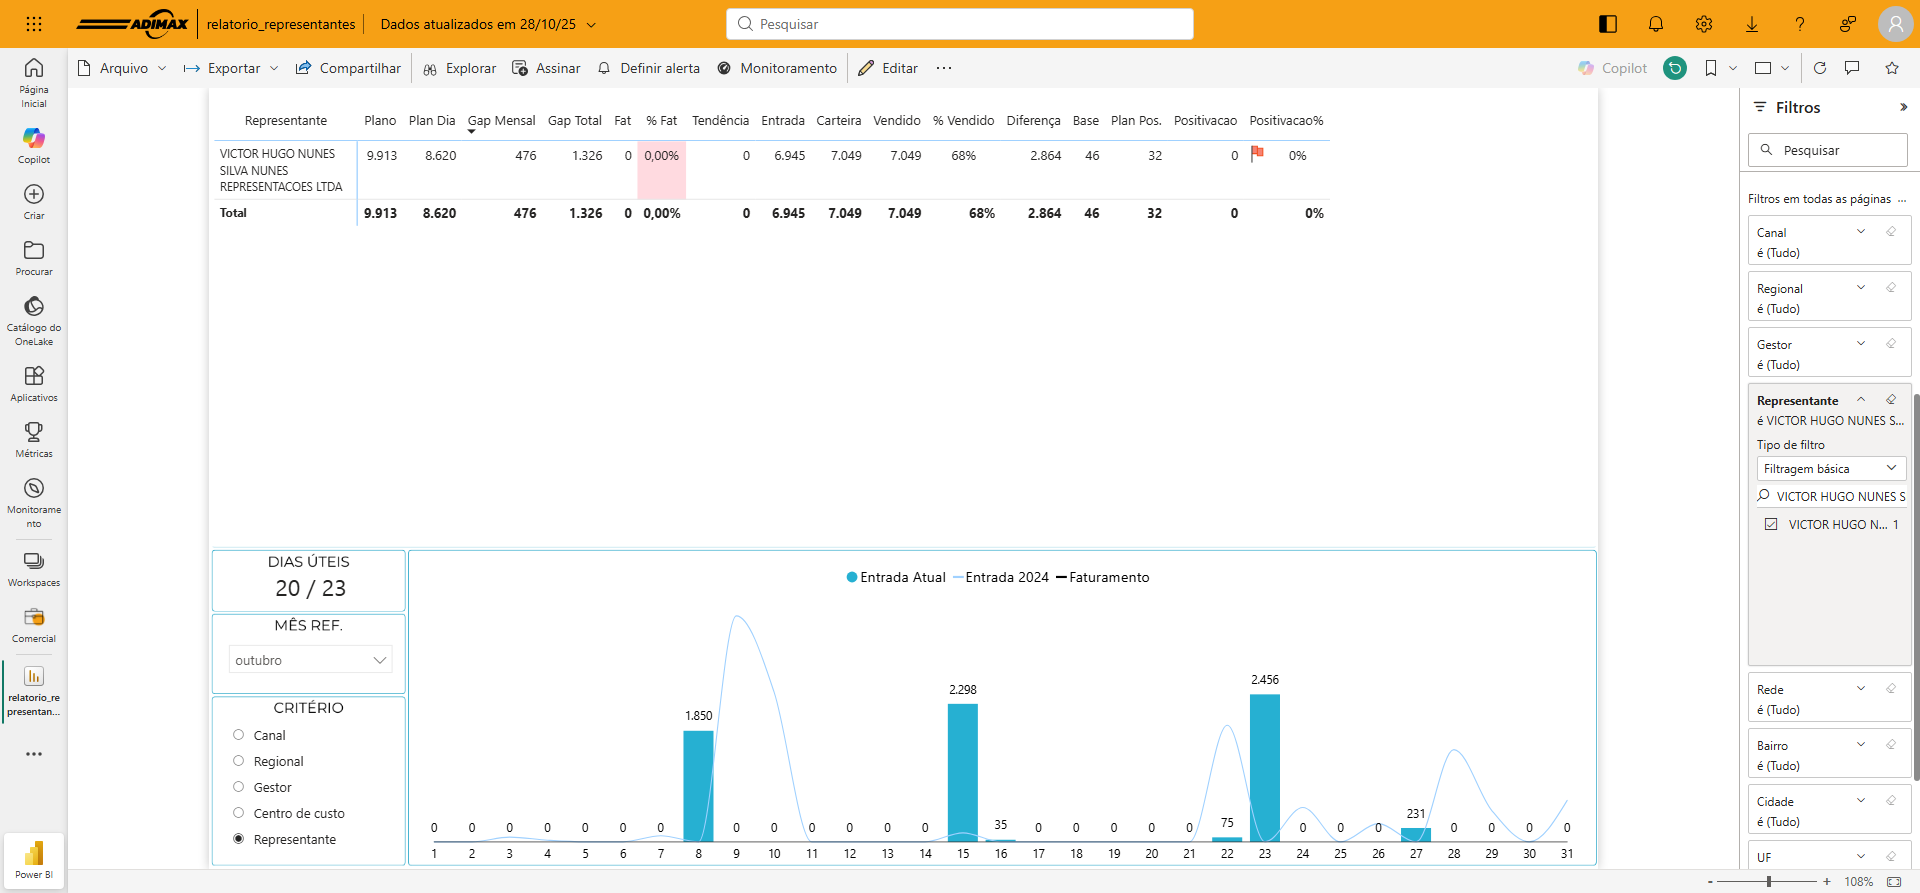 ADIMAX
relatorio_representantes
Dados atualizados em 28/10/25
Pesquisar
Arquivo
Exportar
Compartilhar
Explorar
Assinar
Definir alerta
Monitoramento
Editar
Copilot
Página
Inicial
Copilot
Criar
Procurar
Catálogo do
OneLake
Aplicativos
Métricas
Monitorame
nto
Workspaces
Comercial
relatorio_re
presentan...
Power BI
Representante Plano Plan Dia Gap Mensal Gap Total Fat % Fat Tendência Entrada Carteira Vendido % Vendido Diferença Base Plan Pos. Positivacao Positivacao%
VICTOR HUGO NUNES
SILVA NUNES
REPRESENTACOES LTDA
9.913 8.620 476 1.326 0 0,00% 0 6.945 7.049 7.049 68% 2.864 46 32 0 0%
Total 9.913 8.620 476 1.326 0 0,00% 0 6.945 7.049 7.049 68% 2.864 46 32 0 0%
DIAS ÚTEIS
20 / 23
MÊS REF.
outubro
CRITÉRIO
Canal
Regional
Gestor
Centro de custo
Representante
Entrada Atual Entrada 2024 Faturamento
0 0 0 0 0 0 0 1.850 0 0 0 0 0 0 2.298 35 0 0 0 0 0 75 2.456 0 0 0 231 0 0 0 0
1 2 3 4 5 6 7 8 9 10 11 12 13 14 15 16 17 18 19 20 21 22 23 24 25 26 27 28 29 30 31
Filtros
Pesquisar
Filtros em todas as páginas ...
Canal
é (Tudo)
Regional
é (Tudo)
Gestor
é (Tudo)
Representante
é VICTOR HUGO NUNES S...
Tipo de filtro
Filtragem básica
VICTOR HUGO NUNES S
VICTOR HUGO N... 1
Rede
é (Tudo)
Bairro
é (Tudo)
Cidade
é (Tudo)
UF
- + 108%